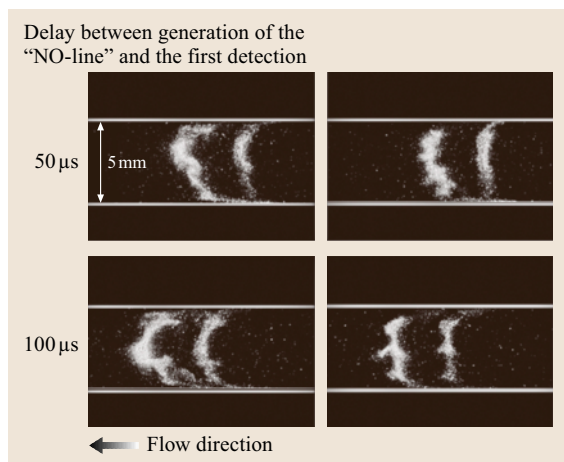 Delay between generation of the
“NO-line” and the first detection
50 µs
5 mm
100 µs
Flow direction